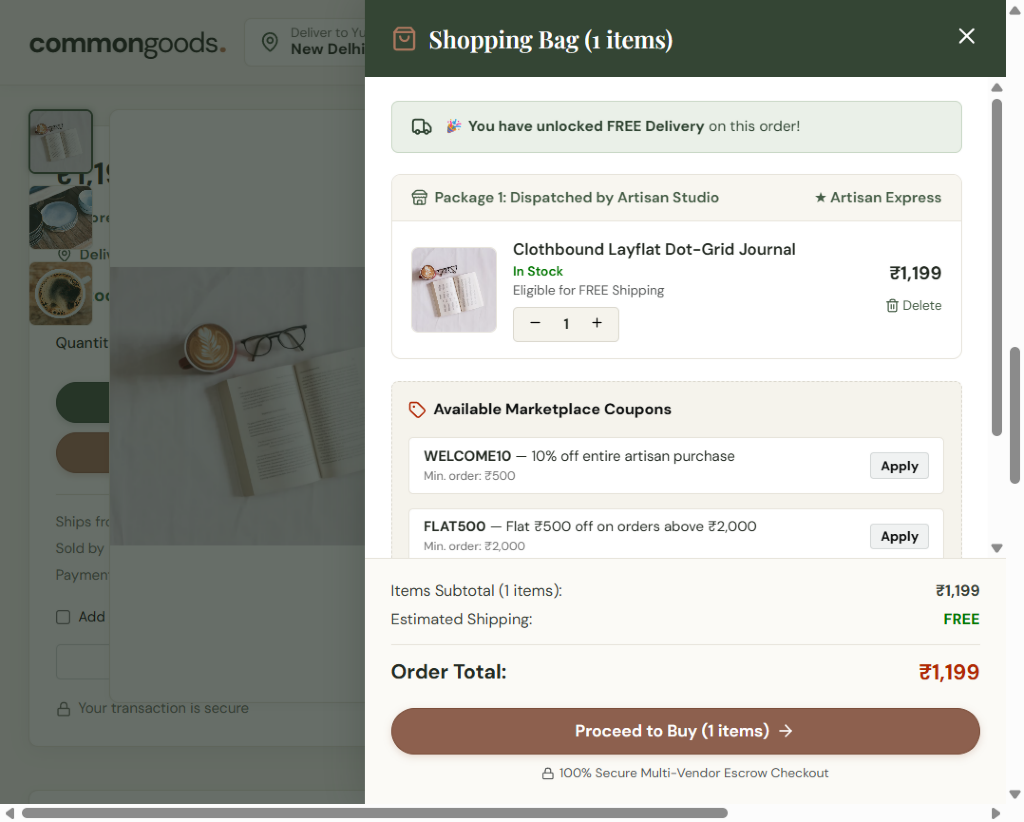 commongoods.
Deliver to Yu
New Delhi
Shopping Bag (1 items)
🎉 You have unlocked FREE Delivery on this order!
Package 1: Dispatched by Artisan Studio
★ Artisan Express
Clothbound Layflat Dot-Grid Journal
In Stock
Eligible for FREE Shipping
₹1,199
− 1 +
Delete
Available Marketplace Coupons
WELCOME10 — 10% off entire artisan purchase
Min. order: ₹500
Apply
FLAT500 — Flat ₹500 off on orders above ₹2,000
Min. order: ₹2,000
Apply
Items Subtotal (1 items):
₹1,199
Estimated Shipping:
FREE
Order Total:
₹1,199
Proceed to Buy (1 items) →
100% Secure Multi-Vendor Escrow Checkout
Quantit
Ships fro
Sold by
Payment
Add
Your transaction is secure